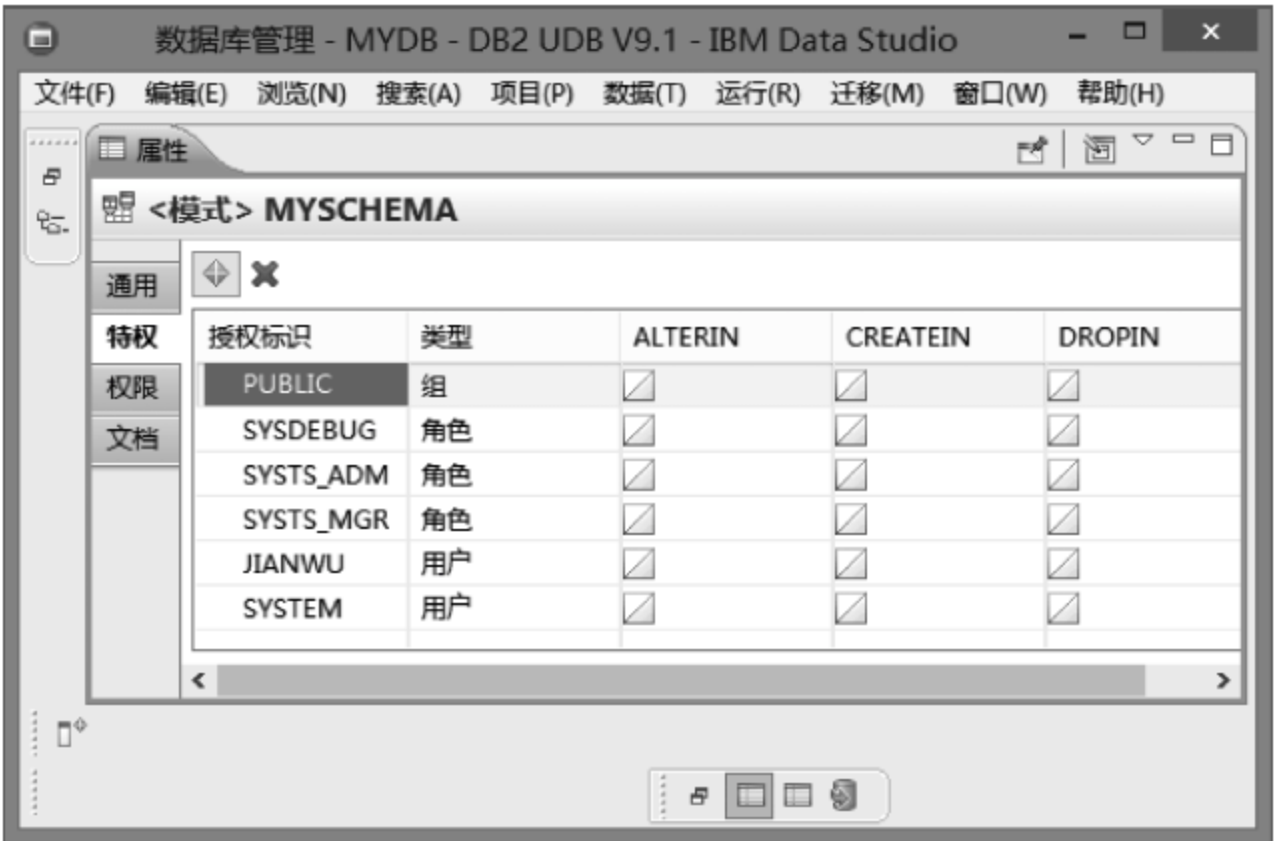 数据库管理 - MYDB - DB2 UDB V9.1 - IBM Data Studio
文件(F) 编辑(E) 浏览(N) 搜索(A) 项目(P) 数据(T) 运行(R) 迁移(M) 窗口(W) 帮助(H)
属性
<模式> MYSCHEMA
通用
特权
权限
文档
授权标识 类型 ALTERIN CREATEIN DROPIN
PUBLIC 组
SYSDEBUG 角色
SYSTS_ADM 角色
SYSTS_MGR 角色
JIANWU 用户
SYSTEM 用户